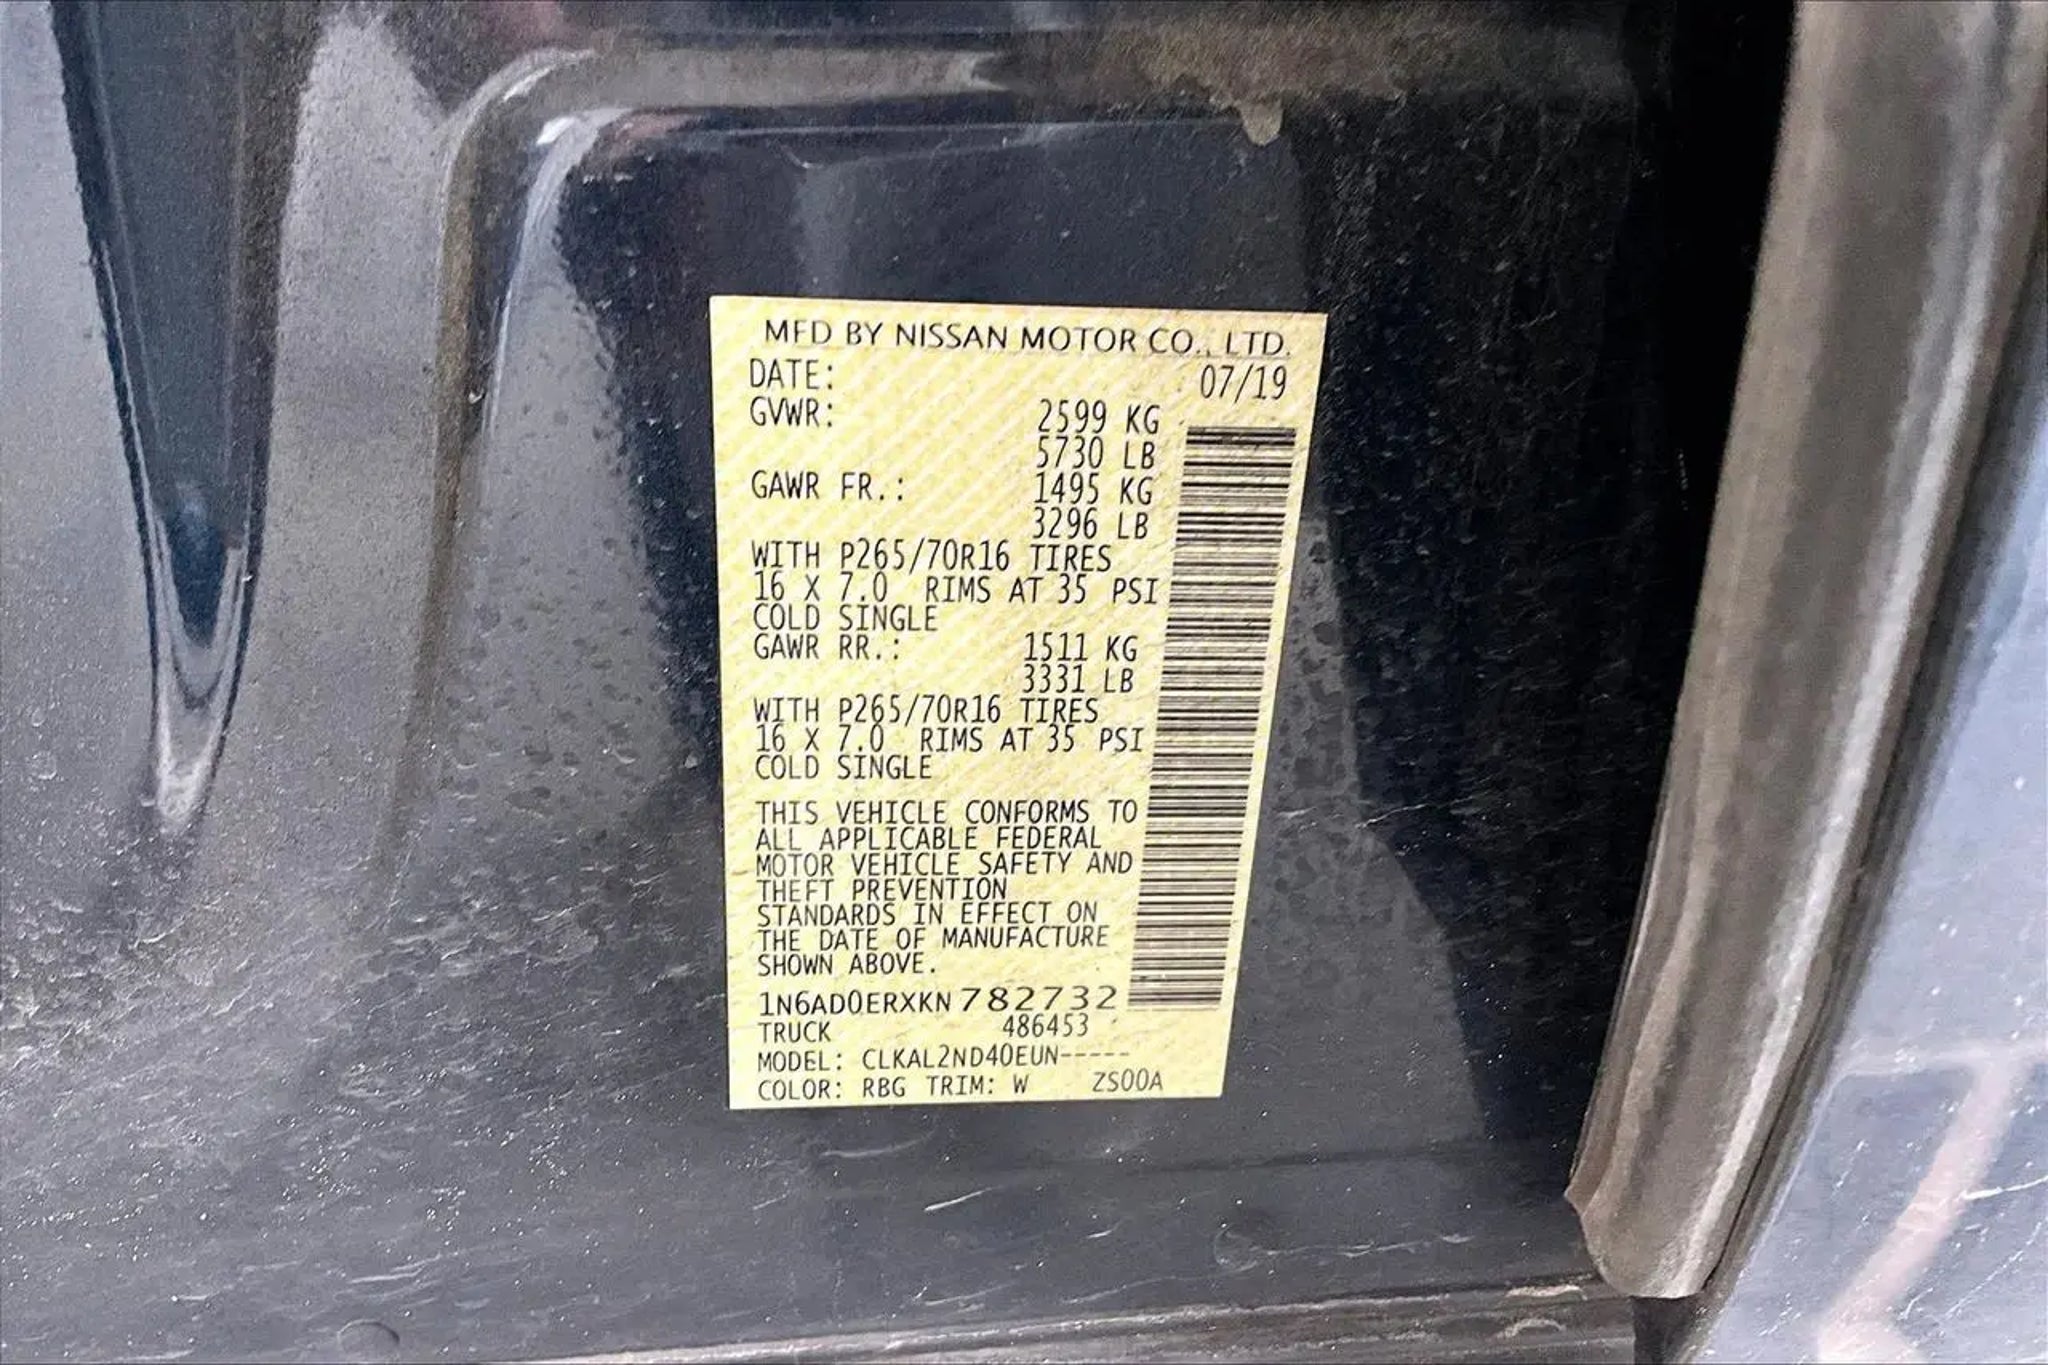 MFD BY NISSAN MOTOR CO., LTD.
DATE: 07/19
GVWR: 2599 KG
5730 LB
GAWR FR.: 1495 KG
3296 LB
WITH P265/70R16 TIRES
16 X 7.0 RIMS AT 35 PSI
COLD SINGLE
GAWR RR.: 1511 KG
3331 LB
WITH P265/70R16 TIRES
16 X 7.0 RIMS AT 35 PSI
COLD SINGLE
THIS VEHICLE CONFORMS TO
ALL APPLICABLE FEDERAL
MOTOR VEHICLE SAFETY AND
THEFT PREVENTION
STANDARDS IN EFFECT ON
THE DATE OF MANUFACTURE
SHOWN ABOVE.
1N6AD0ERXKN782732
TRUCK 486453
MODEL: CLKAL2ND40EUN-----
COLOR: RBG TRIM: W ZS00A